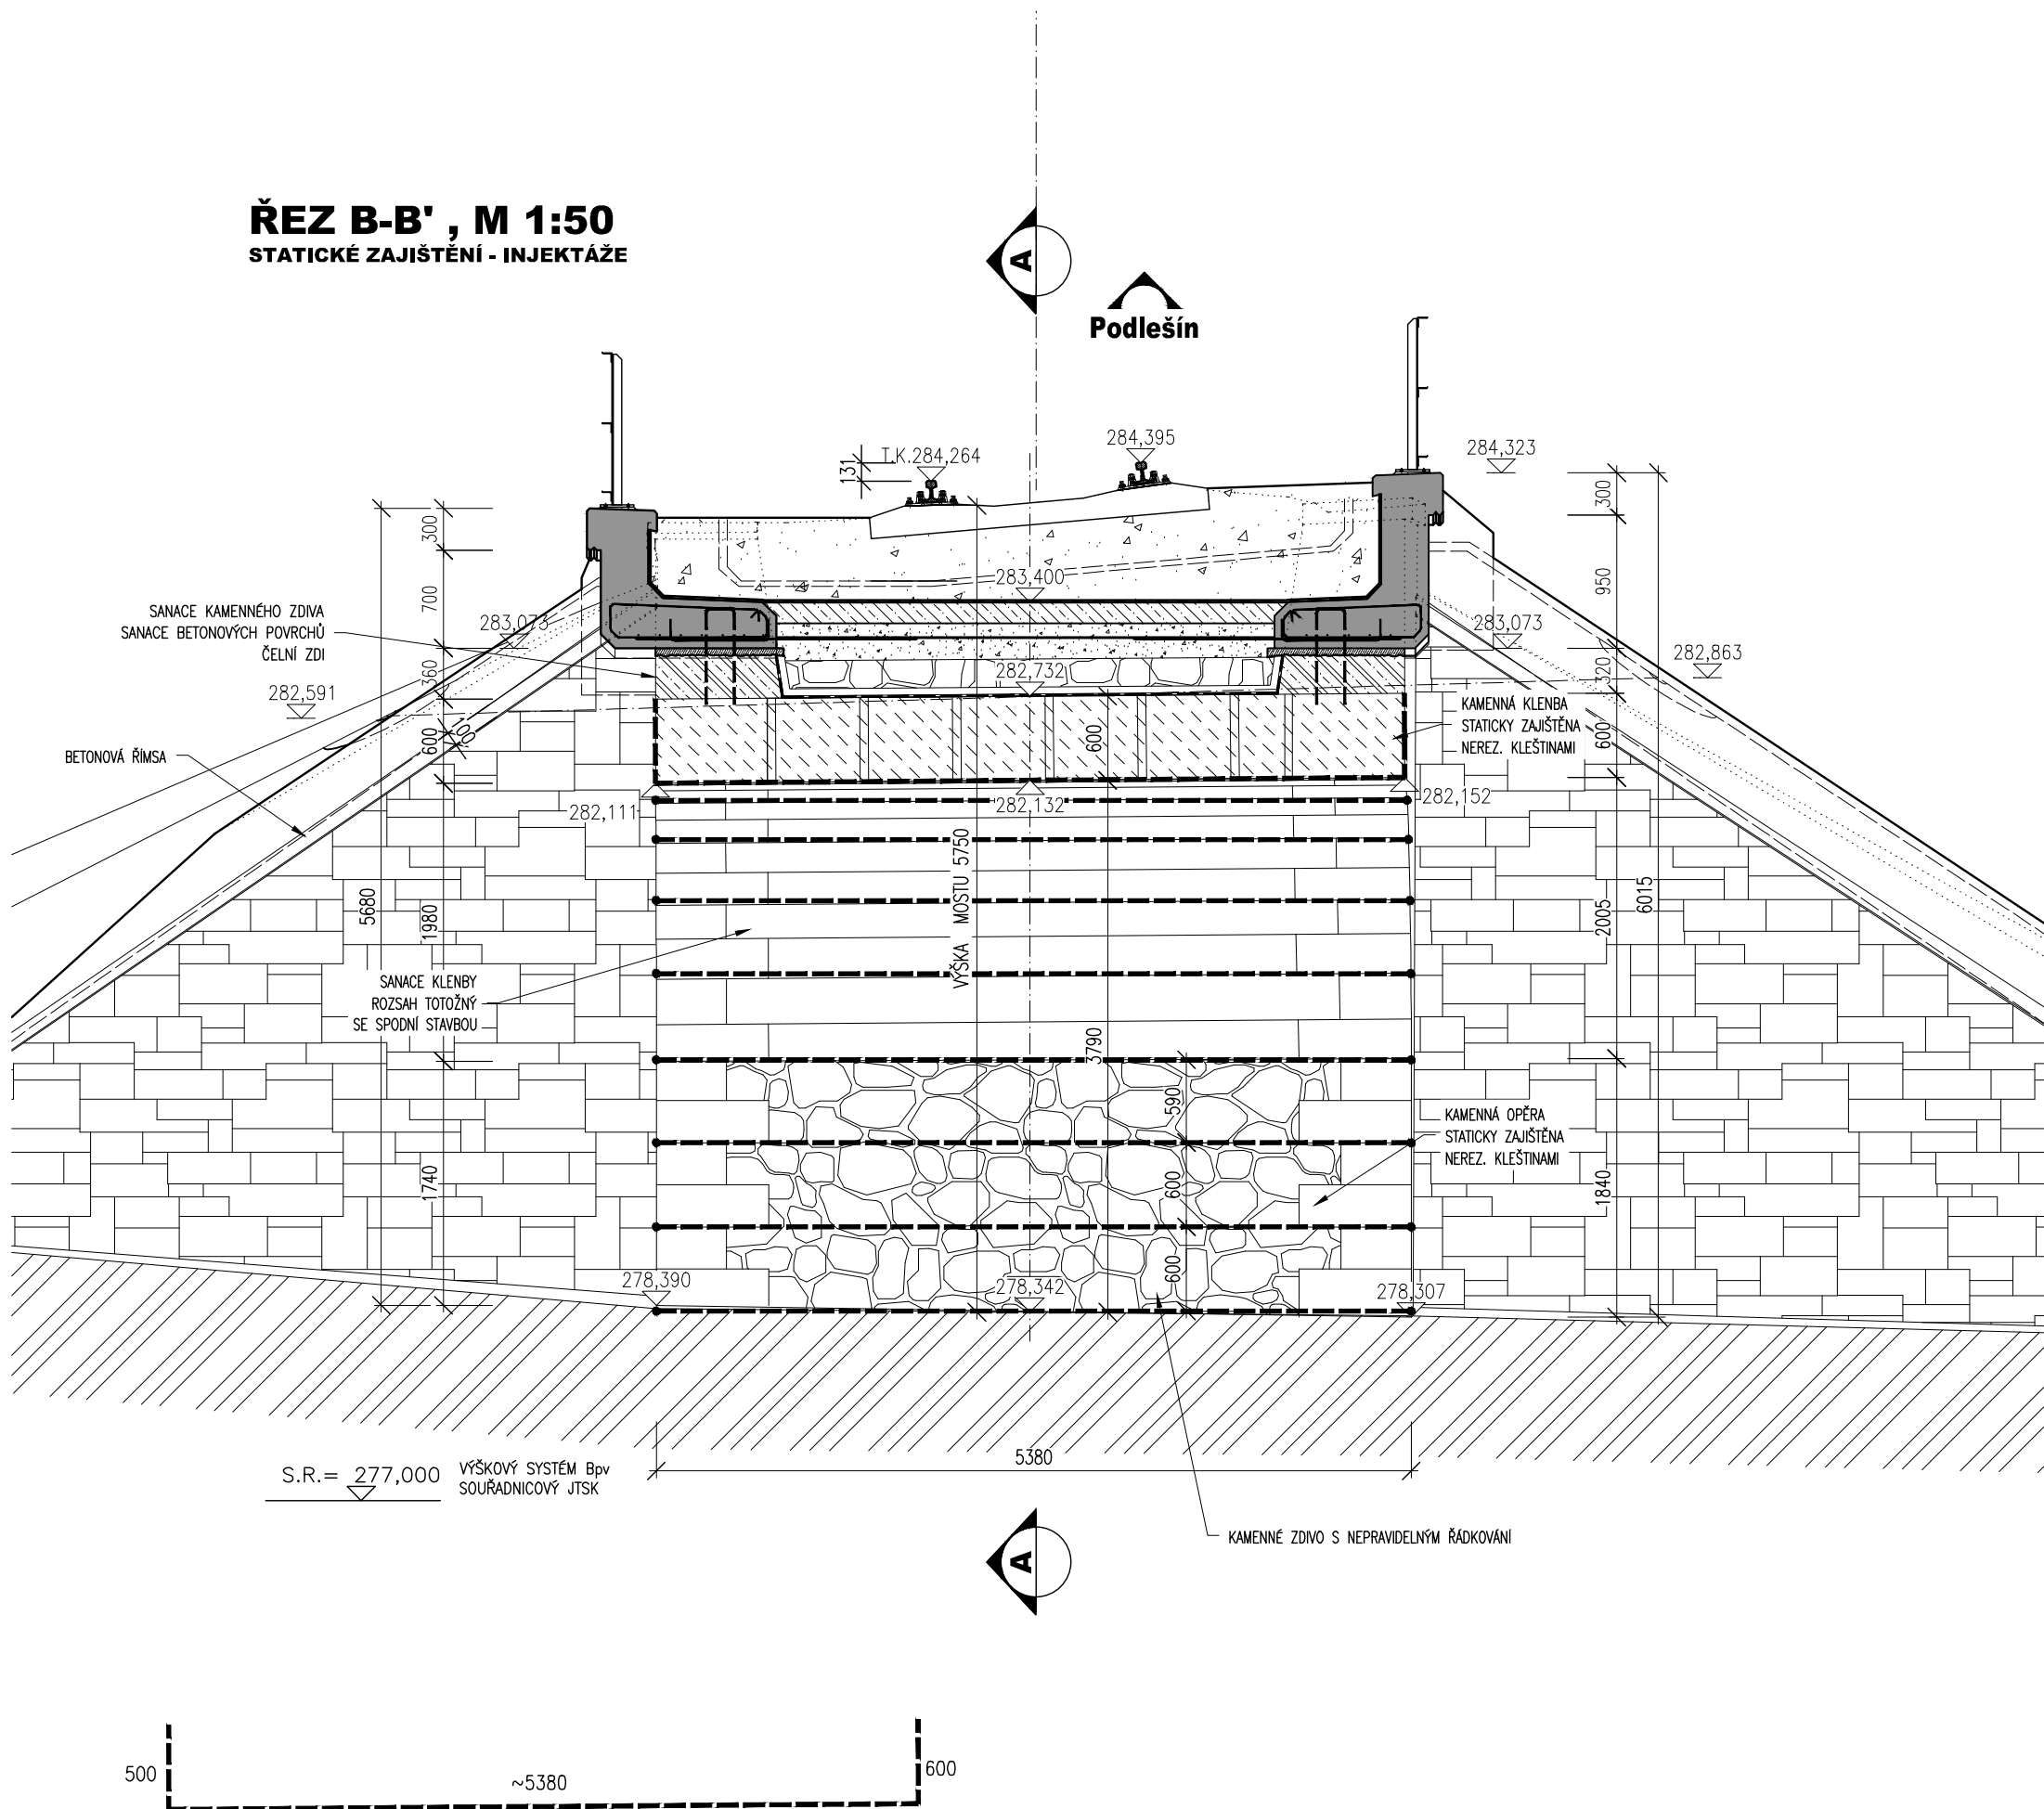 ŘEZ B-B' , M 1:50
STATICKÉ ZAJIŠTĚNÍ - INJEKTÁŽE
A
Podlešín
T.K.284,264
131
284,395
284,323
300
700
360
600
100
5680
1980
1740
300
950
320
600
2005
6015
1840
283,400
SANACE KAMENNÉHO ZDIVA
SANACE BETONOVÝCH POVRCHŮ
ČELNÍ ZDI
283,073
283,073
282,591
282,732
282,863
KAMENNÁ KLENBA
STATICKY ZAJIŠTĚNA
NEREZ. KLEŠTINAMI
BETONOVÁ ŘÍMSA
600
282,111
282,132
282,152
VÝŠKA MOSTU 5750
SANACE KLENBY
ROZSAH TOTOŽNÝ
SE SPODNÍ STAVBOU
3790
590
600
600
KAMENNÁ OPĚRA
STATICKY ZAJIŠTĚNA
NEREZ. KLEŠTINAMI
278,390
278,342
278,307
5380
S.R.= 277,000
VÝŠKOVÝ SYSTÉM Bpv
SOUŘADNICOVÝ JTSK
KAMENNÉ ZDIVO S NEPRAVIDELNÝM ŘÁDKOVÁNÍ
A
500
~5380
600